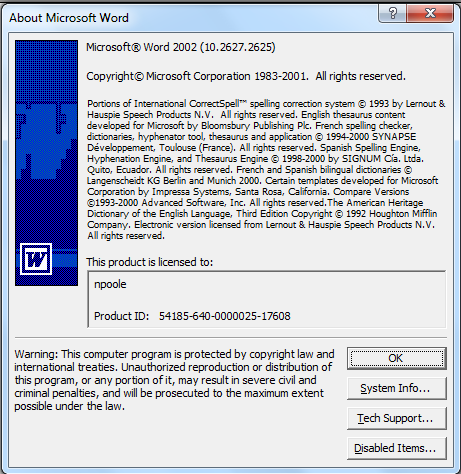 About Microsoft Word
Microsoft® Word 2002 (10.2627.2625)
Copyright© Microsoft Corporation 1983-2001.  All rights reserved.
Portions of International CorrectSpell™ spelling correction system © 1993 by Lernout &
Hauspie Speech Products N.V.  All rights reserved. English thesaurus content
developed for Microsoft by Bloomsbury Publishing Plc. French spelling checker,
dictionaries, hyphenator tool, thesaurus and application © 1994-2000 SYNAPSE
Développement, Toulouse (France). All rights reserved. Spanish Spelling Engine,
Hyphenation Engine, and Thesaurus Engine © 1998-2000 by SIGNUM Cía. Ltda.
Quito, Ecuador. All rights reserved. French and Spanish bilingual dictionaries ©
Langenscheidt KG Berlin and Munich 2000. Certain templates developed for Microsoft
Corporation by Impressa Systems, Santa Rosa, California. Compare Versions
©1993-2000 Advanced Software, Inc. All rights reserved.The American Heritage
Dictionary of the English Language, Third Edition Copyright © 1992 Houghton Mifflin
Company. Electronic version licensed from Lernout & Hauspie Speech Products N.V.
All rights reserved.
W
This product is licensed to:
npoole
Product ID:   54185-640-0000025-17608
Warning: This computer program is protected by copyright law and
international treaties. Unauthorized reproduction or distribution of
this program, or any portion of it, may result in severe civil and
criminal penalties, and will be prosecuted to the maximum extent
possible under the law.
OK
System Info...
Tech Support...
Disabled Items...